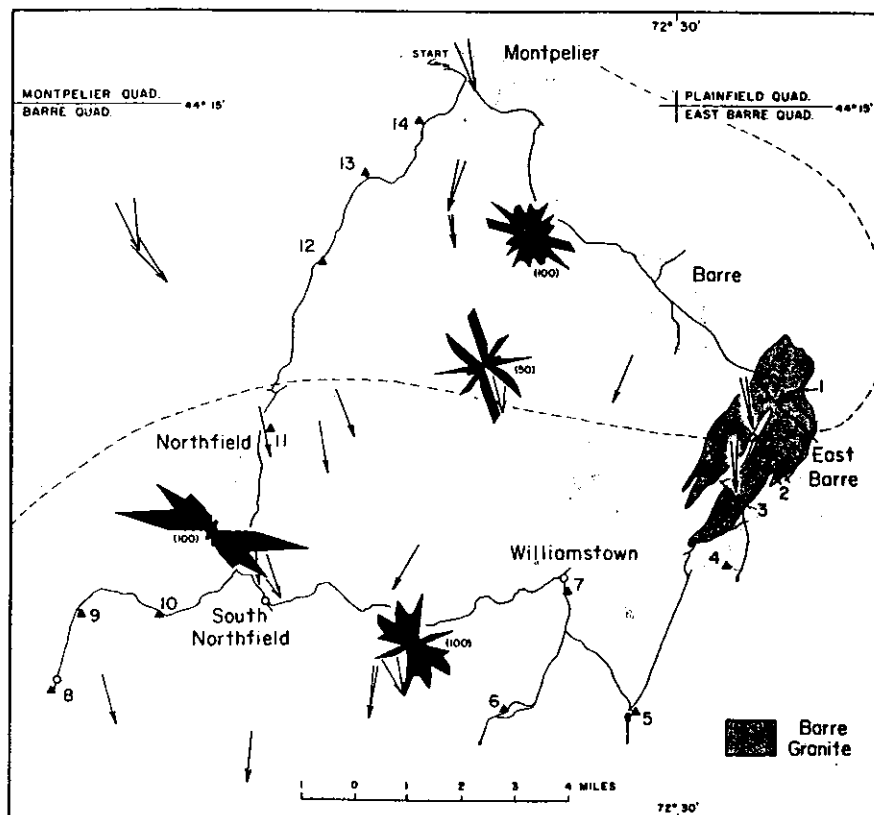 72° 30'
START
Montpelier
MONTPELIER QUAD.
BARRE QUAD.
44° 15'
PLAINFIELD QUAD.
EAST BARRE QUAD.
44° 15'
14
13
12
(100)
Barre
(50)
1
Northfield
11
East
Barre
2
3
(100)
Williamstown
4
7
9
10
South
Northfield
(100)
8
6
5
Barre
Granite
1 0 1 2 3 4 MILES
72° 30'